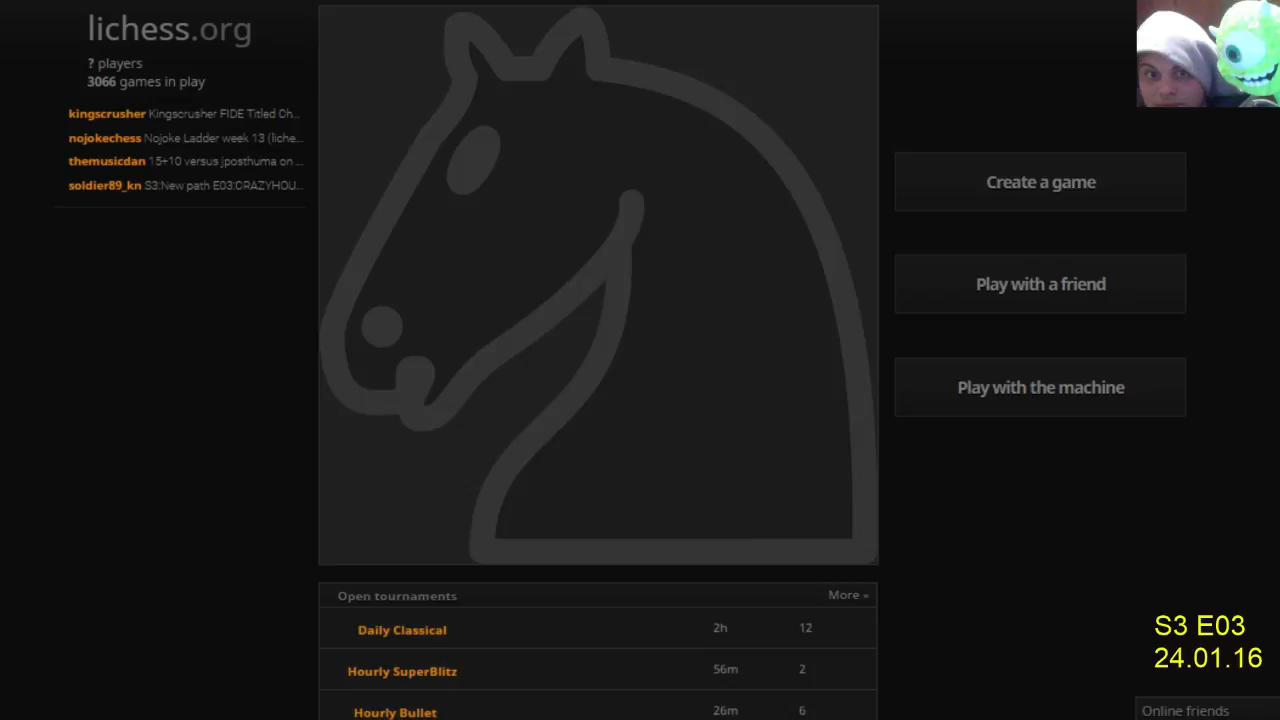 lichess.org
? players
3066 games in play
kingscrusher Kingscrusher FIDE Titled Ch...
nojokechess Nojoke Ladder week 13 (liche...
themusicdan 15+10 versus jposthuma on ...
soldier89_kn S3:New path E03:CRAZYHOU...
Create a game
Play with a friend
Play with the machine
Open tournaments More »
Daily Classical 2h 12
Hourly SuperBlitz 56m 2
Hourly Bullet 26m 6
S3 E03
24.01.16
Online friends